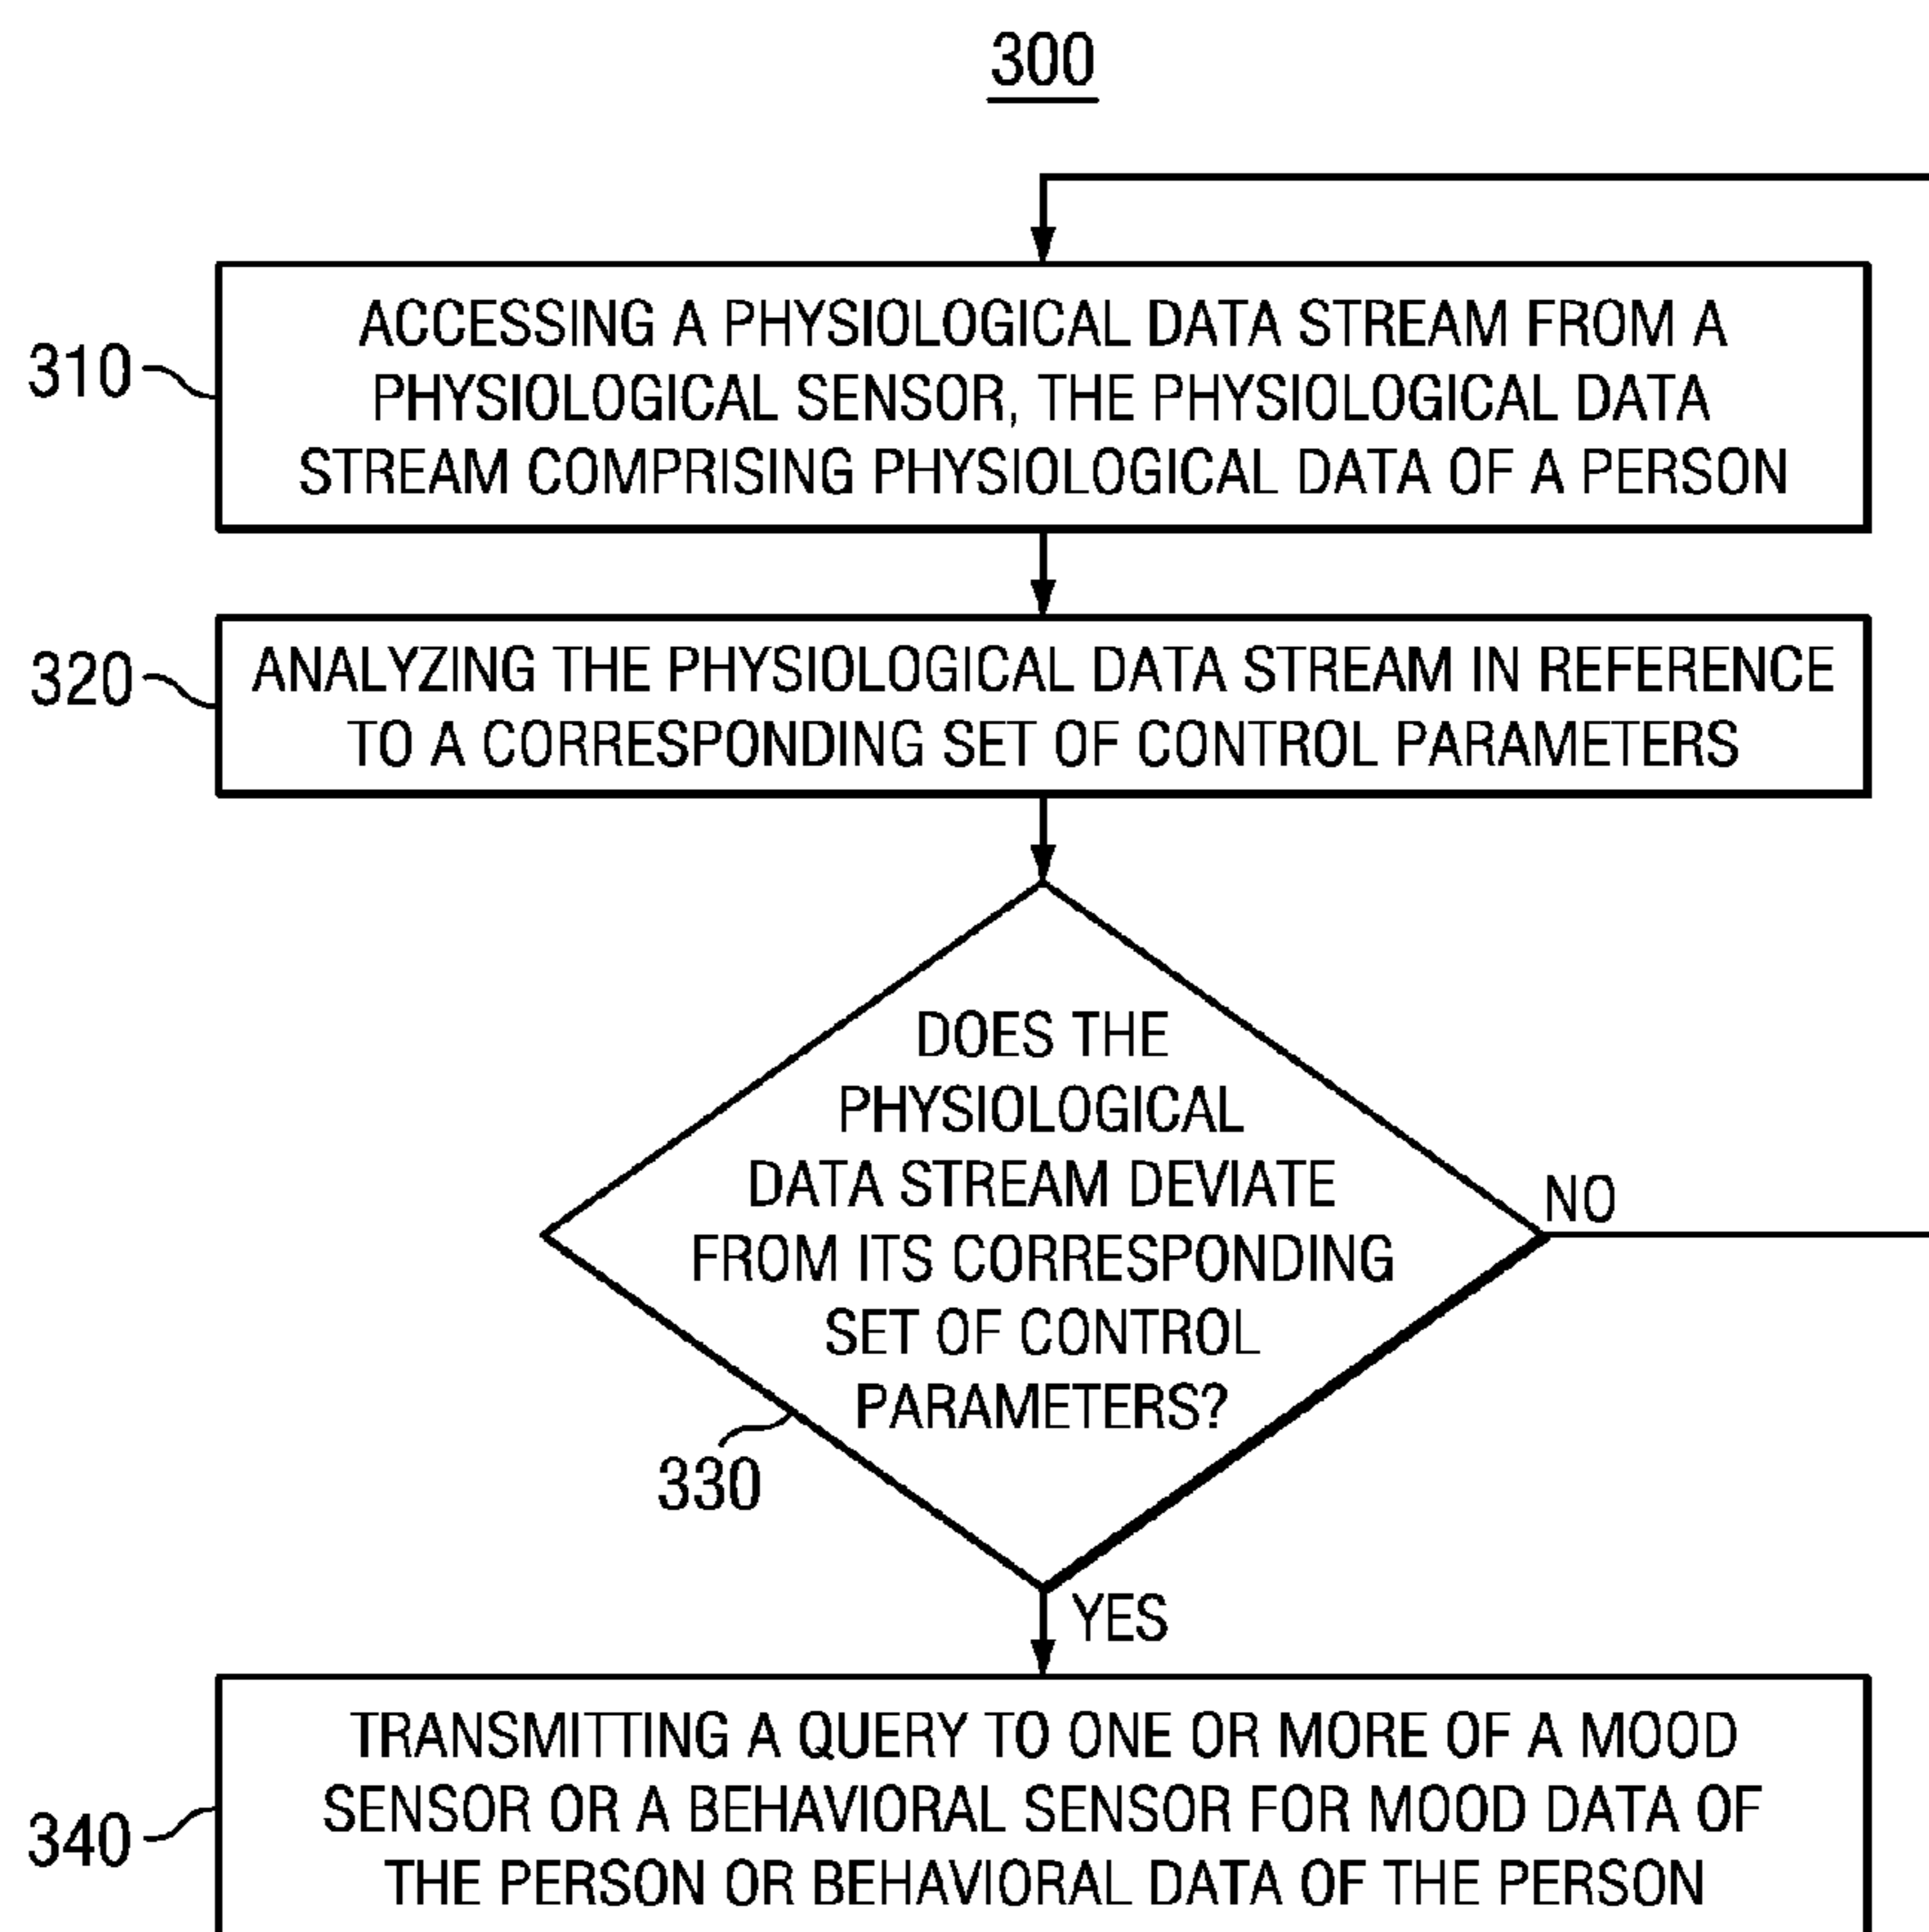 300
310
ACCESSING A PHYSIOLOGICAL DATA STREAM FROM A
PHYSIOLOGICAL SENSOR, THE PHYSIOLOGICAL DATA
STREAM COMPRISING PHYSIOLOGICAL DATA OF A PERSON
320
ANALYZING THE PHYSIOLOGICAL DATA STREAM IN REFERENCE
TO A CORRESPONDING SET OF CONTROL PARAMETERS
DOES THE
PHYSIOLOGICAL
DATA STREAM DEVIATE
FROM ITS CORRESPONDING
SET OF CONTROL
PARAMETERS?
NO
330
YES
340
TRANSMITTING A QUERY TO ONE OR MORE OF A MOOD
SENSOR OR A BEHAVIORAL SENSOR FOR MOOD DATA OF
THE PERSON OR BEHAVIORAL DATA OF THE PERSON